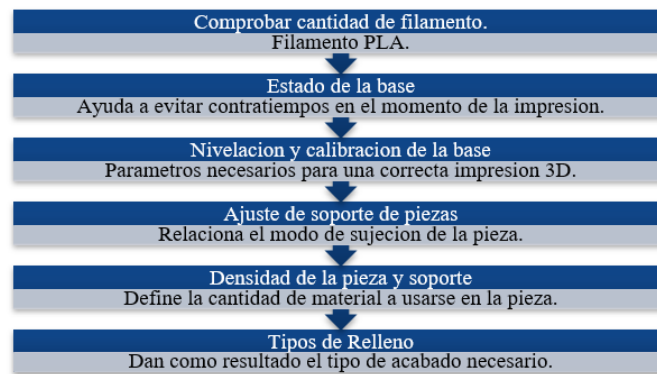 Comprobar cantidad de filamento.
Filamento PLA.
Estado de la base
Ayuda a evitar contratiempos en el momento de la impresion.
Nivelacion y calibracion de la base
Parametros necesarios para una correcta impresion 3D.
Ajuste de soporte de piezas
Relaciona el modo de sujecion de la pieza.
Densidad de la pieza y soporte
Define la cantidad de material a usarse en la pieza.
Tipos de Relleno
Dan como resultado el tipo de acabado necesario.